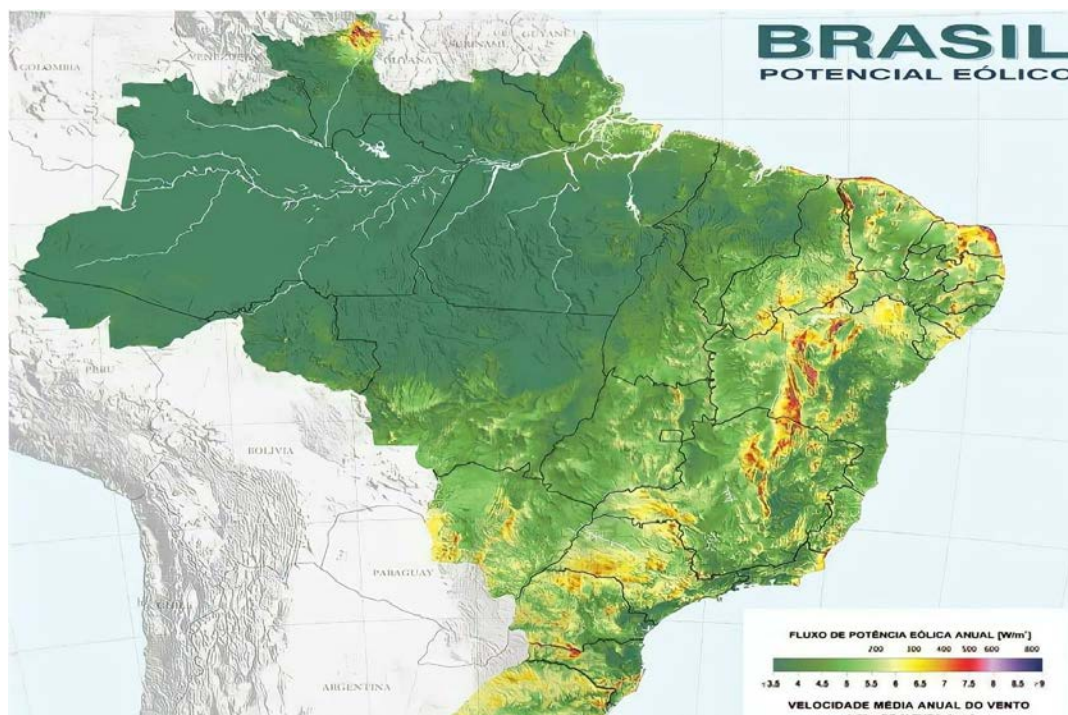 BRASIL
POTENCIAL EÓLICO
COLOMBIA
VENEZUELA
GUYANA
SURINAME
GUYANE
PERU
BOLIVIA
PARAGUAY
CHILE
ARGENTINA
FLUXO DE POTÊNCIA EÓLICA ANUAL [W/m²]
200 300 400 500 600 800
<3.5 4 4.5 5 5.5 6 6.5 7 7.5 8 8.5 >9
VELOCIDADE MÉDIA ANUAL DO VENTO